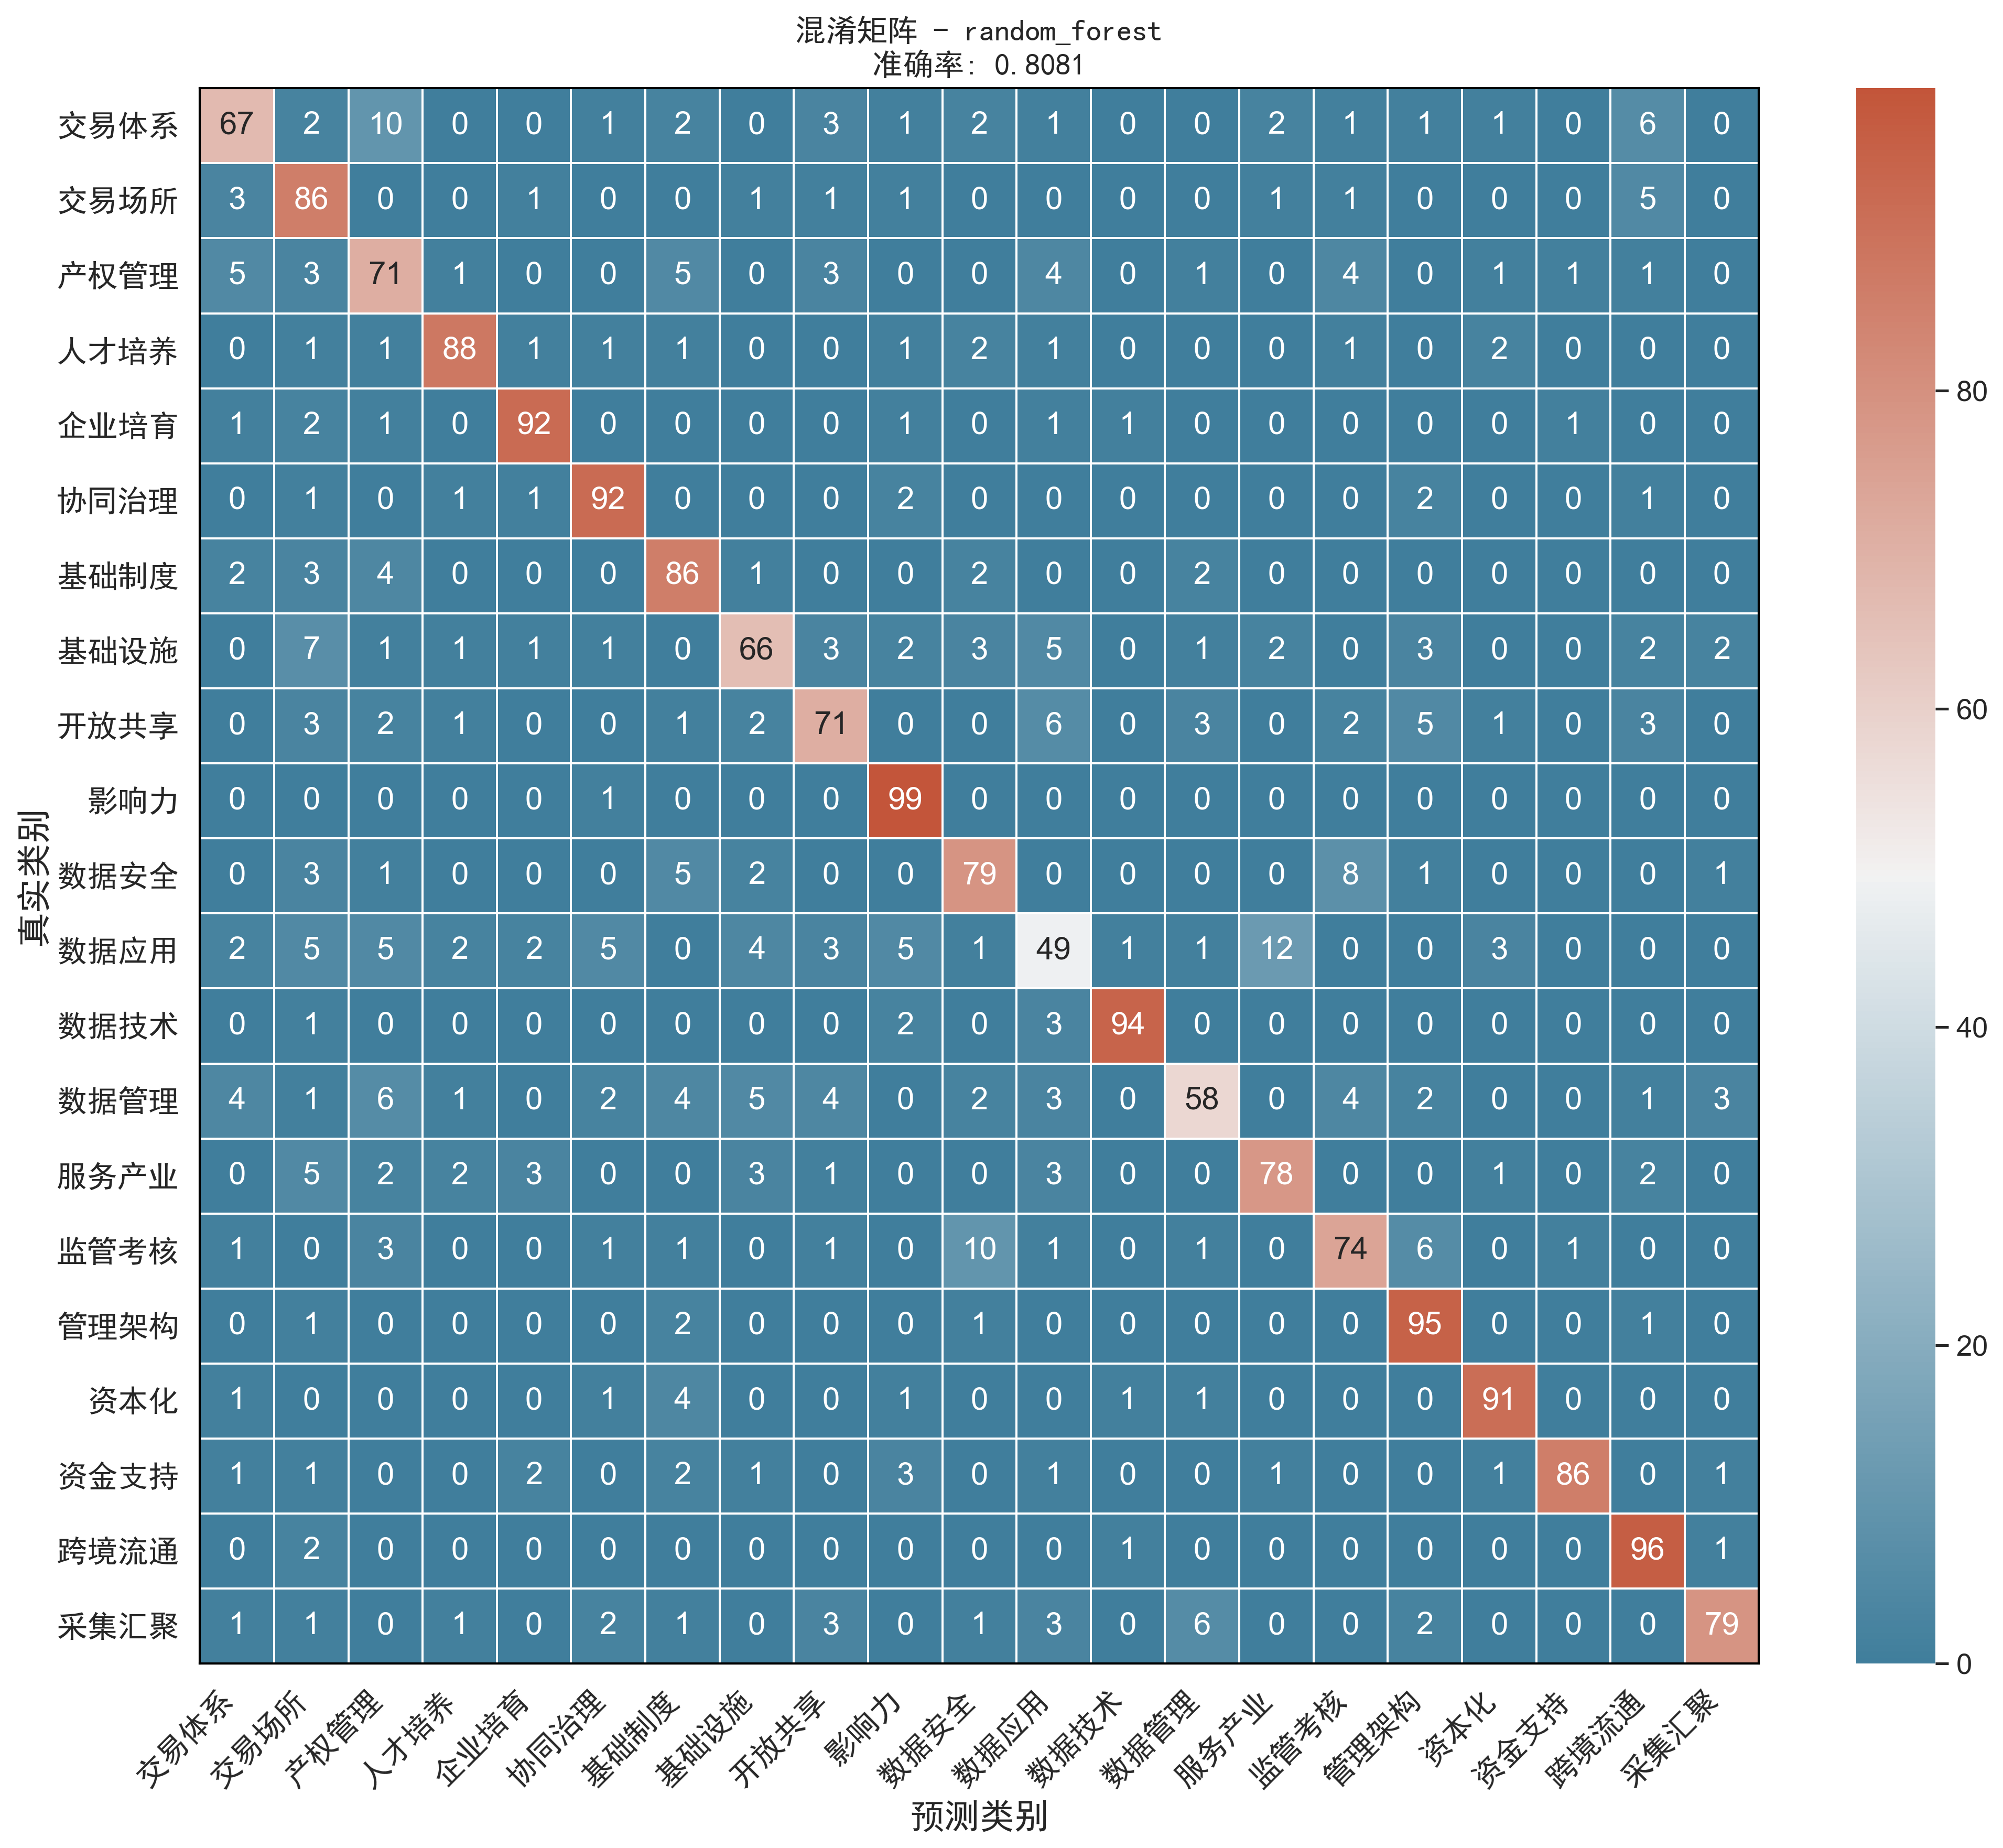 混淆矩阵 - random_forest
准确率: 0.8081
交易体系 67 2 10 0 0 1 2 0 3 1 2 1 0 0 2 1 1 1 0 6 0
交易场所 3 86 0 0 1 0 0 1 1 1 0 0 0 0 1 1 0 0 0 5 0
产权管理 5 3 71 1 0 0 5 0 3 0 0 4 0 1 0 4 0 1 1 1 0
人才培养 0 1 1 88 1 1 1 0 0 1 2 1 0 0 0 1 0 2 0 0 0
企业培育 1 2 1 0 92 0 0 0 0 1 0 1 1 0 0 0 0 0 1 0 0
协同治理 0 1 0 1 1 92 0 0 0 2 0 0 0 0 0 0 2 0 0 1 0
基础制度 2 3 4 0 0 0 86 1 0 0 2 0 0 2 0 0 0 0 0 0 0
基础设施 0 7 1 1 1 1 0 66 3 2 3 5 0 1 2 0 3 0 0 2 2
开放共享 0 3 2 1 0 0 1 2 71 0 0 6 0 3 0 2 5 1 0 3 0
影响力 0 0 0 0 0 1 0 0 0 99 0 0 0 0 0 0 0 0 0 0 0
数据安全 0 3 1 0 0 0 5 2 0 0 79 0 0 0 0 8 1 0 0 0 1
数据应用 2 5 5 2 2 5 0 4 3 5 1 49 1 1 12 0 0 3 0 0 0
数据技术 0 1 0 0 0 0 0 0 0 2 0 3 94 0 0 0 0 0 0 0 0
数据管理 4 1 6 1 0 2 4 5 4 0 2 3 0 58 0 4 2 0 0 1 3
服务产业 0 5 2 2 3 0 0 3 1 0 0 3 0 0 78 0 0 1 0 2 0
监管考核 1 0 3 0 0 1 1 0 1 0 10 1 0 1 0 74 6 0 1 0 0
管理架构 0 1 0 0 0 0 2 0 0 0 1 0 0 0 0 0 95 0 0 1 0
资本化 1 0 0 0 0 1 4 0 0 1 0 0 1 1 0 0 0 91 0 0 0
资金支持 1 1 0 0 2 0 2 1 0 3 0 1 0 0 1 0 0 1 86 0 1
跨境流通 0 2 0 0 0 0 0 0 0 0 0 0 1 0 0 0 0 0 0 96 1
采集汇聚 1 1 0 1 0 2 1 0 3 0 1 3 0 6 0 0 2 0 0 0 79
真实类别
交易体系 交易场所 产权管理 人才培养 企业培育 协同治理 基础制度 基础设施 开放共享 影响力 数据安全 数据应用 数据技术 数据管理 服务产业 监管考核 管理架构 资本化 资金支持 跨境流通 采集汇聚
预测类别
80
60
40
20
0